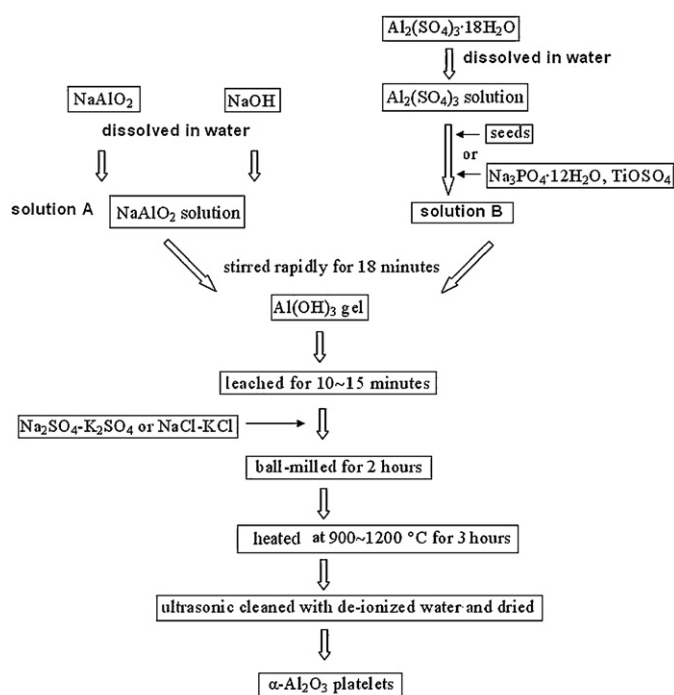 Al₂(SO₄)₃·18H₂O
dissolved in water
NaAlO₂
NaOH
Al₂(SO₄)₃ solution
dissolved in water
seeds
or
Na₃PO₄·12H₂O, TiOSO₄
solution A
NaAlO₂ solution
solution B
stirred rapidly for 18 minutes
Al(OH)₃ gel
leached for 10~15 minutes
Na₂SO₄-K₂SO₄ or NaCl-KCl
ball-milled for 2 hours
heated at 900~1200 °C for 3 hours
ultrasonic cleaned with de-ionized water and dried
α-Al₂O₃ platelets